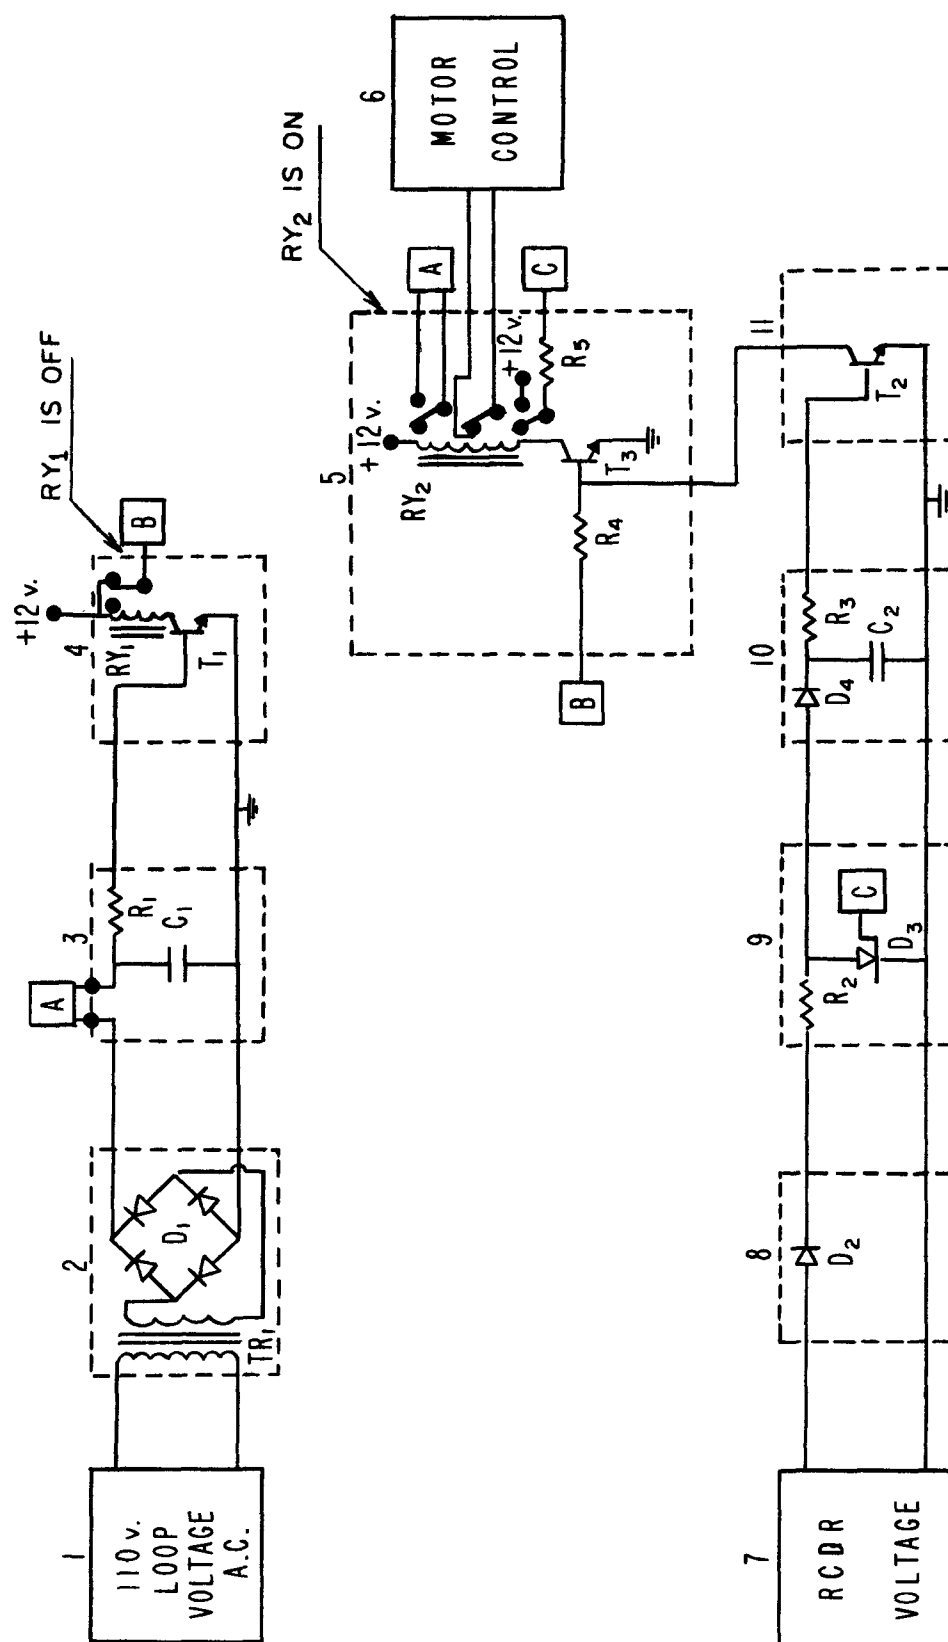 1
110 v.
LOOP
VOLTAGE
A.C.
2
TR1
D1
3
A
R1
C1
4
+12 v.
RY1
T1
B
RY1 IS OFF
5
+12 v.
RY2
A
+12 v.
R5
C
T3
R4
B
RY2 IS ON
6
MOTOR
CONTROL
7
RCDR
VOLTAGE
8
D2
9
R2
C
D3
10
D4
R3
C2
11
T2